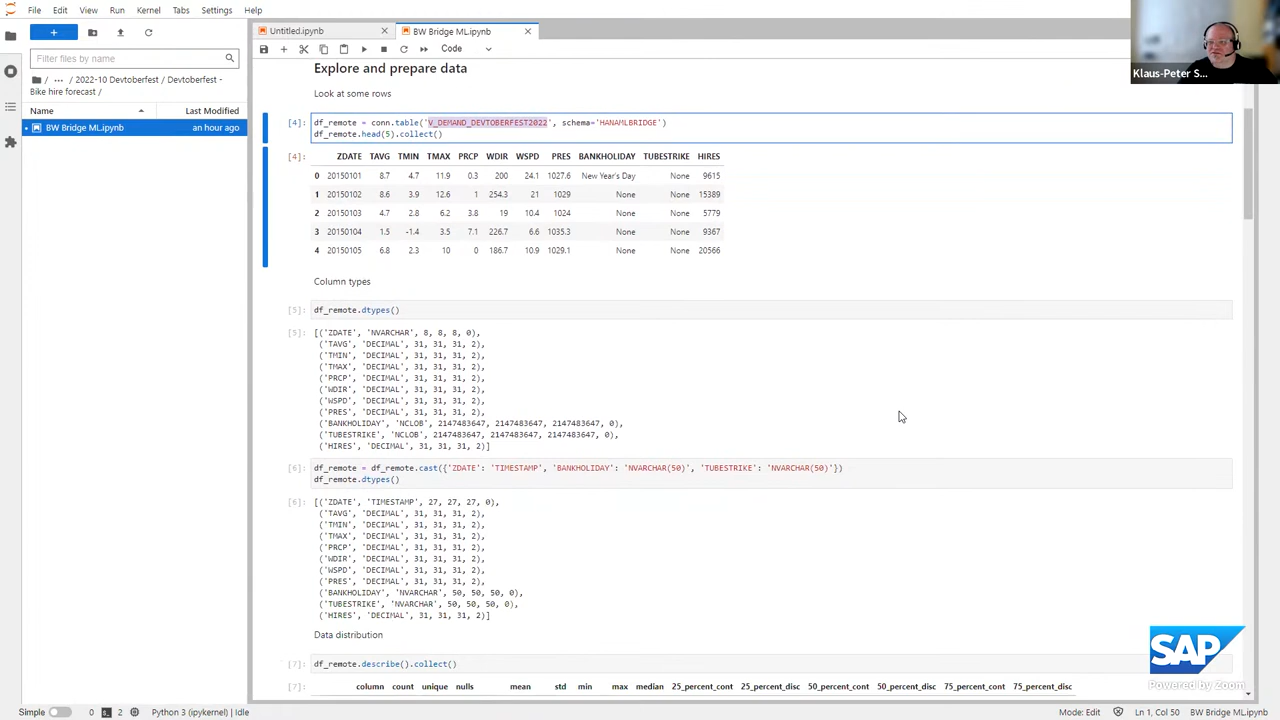 File Edit View Run Kernel Tabs Settings Help
Untitled.ipynb
BW Bridge ML.ipynb
Code
Filter files by name
/ ··· / 2022-10 Devtoberfest / Devtoberfest -
Bike hire forecast /
Name Last Modified
BW Bridge ML.ipynb an hour ago
Klaus-Peter S...
Explore and prepare data
Look at some rows
[4]: df_remote = conn.table('V_DEMAND_DEVTOBERFEST2022', schema='HANAMLBRIDGE')
df_remote.head(5).collect()
[4]: ZDATE TAVG TMIN TMAX PRCP WDIR WSPD PRES BANKHOLIDAY TUBESTRIKE HIRES
0 20150101 8.7 4.7 11.9 0.3 200 24.1 1027.6 New Year's Day None 9615
1 20150102 8.6 3.9 12.6 1 254.3 21 1029 None None 15389
2 20150103 4.7 2.8 6.2 3.8 19 10.4 1024 None None 5779
3 20150104 1.5 -1.4 3.5 7.1 226.7 6.6 1035.3 None None 9367
4 20150105 6.8 2.3 10 0 186.7 10.9 1029.1 None None 20566
Column types
[5]: df_remote.dtypes()
[5]: [('ZDATE', 'NVARCHAR', 8, 8, 8, 0),
('TAVG', 'DECIMAL', 31, 31, 31, 2),
('TMIN', 'DECIMAL', 31, 31, 31, 2),
('TMAX', 'DECIMAL', 31, 31, 31, 2),
('PRCP', 'DECIMAL', 31, 31, 31, 2),
('WDIR', 'DECIMAL', 31, 31, 31, 2),
('WSPD', 'DECIMAL', 31, 31, 31, 2),
('PRES', 'DECIMAL', 31, 31, 31, 2),
('BANKHOLIDAY', 'NCLOB', 2147483647, 2147483647, 2147483647, 0),
('TUBESTRIKE', 'NCLOB', 2147483647, 2147483647, 2147483647, 0),
('HIRES', 'DECIMAL', 31, 31, 31, 2)]
[6]: df_remote = df_remote.cast({'ZDATE': 'TIMESTAMP', 'BANKHOLIDAY': 'NVARCHAR(50)', 'TUBESTRIKE': 'NVARCHAR(50)'})
df_remote.dtypes()
[6]: [('ZDATE', 'TIMESTAMP', 27, 27, 27, 0),
('TAVG', 'DECIMAL', 31, 31, 31, 2),
('TMIN', 'DECIMAL', 31, 31, 31, 2),
('TMAX', 'DECIMAL', 31, 31, 31, 2),
('PRCP', 'DECIMAL', 31, 31, 31, 2),
('WDIR', 'DECIMAL', 31, 31, 31, 2),
('WSPD', 'DECIMAL', 31, 31, 31, 2),
('PRES', 'DECIMAL', 31, 31, 31, 2),
('BANKHOLIDAY', 'NVARCHAR', 50, 50, 50, 0),
('TUBESTRIKE', 'NVARCHAR', 50, 50, 50, 0),
('HIRES', 'DECIMAL', 31, 31, 31, 2)]
Data distribution
[7]: df_remote.describe().collect()
[7]: column count unique nulls mean std min max median 25_percent_cont 25_percent_disc 50_percent_cont 50_percent_disc 75_percent_cont 75_percent_disc
SAP
Powered by Zoom
Simple 0 2 Python 3 (ipykernel) | Idle Mode: Edit Ln 1, Col 50 BW Bridge ML.ipynb